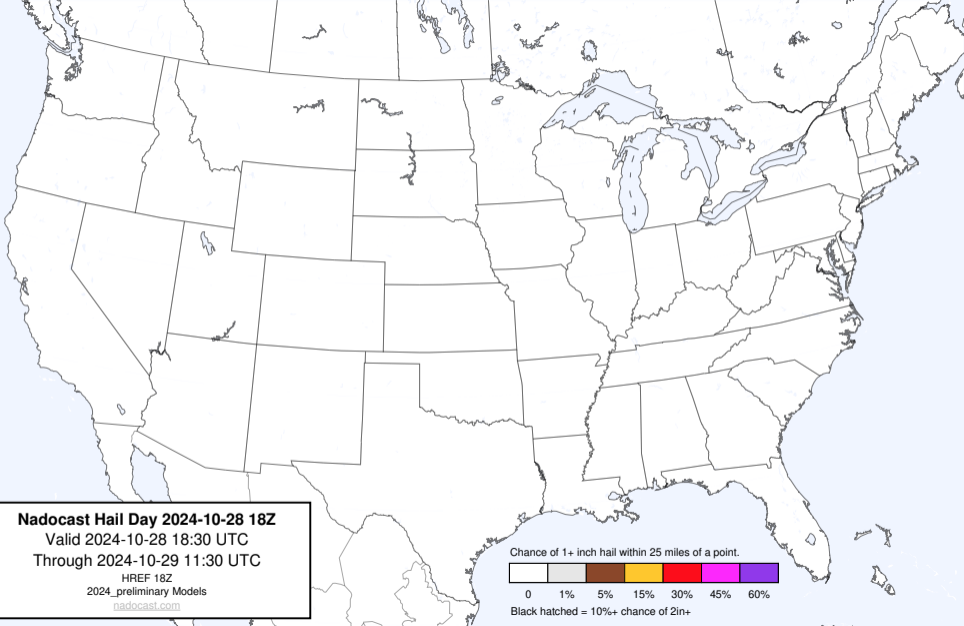 Nadocast Hail Day 2024-10-28 18Z
Valid 2024-10-28 18:30 UTC
Through 2024-10-29 11:30 UTC
HREF 18Z
2024_preliminary Models
nadocast.com
Chance of 1+ inch hail within 25 miles of a point.
0 1% 5% 15% 30% 45% 60%
Black hatched = 10%+ chance of 2in+